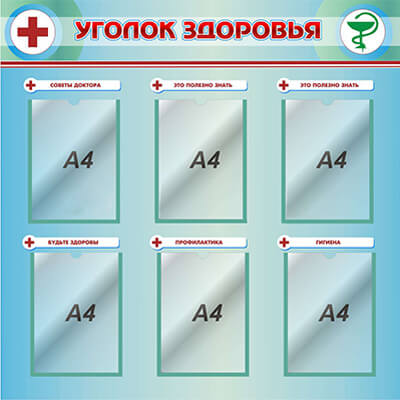 УГОЛОК ЗДОРОВЬЯ
СОВЕТЫ ДОКТОРА
ЭТО ПОЛЕЗНО ЗНАТЬ
ЭТО ПОЛЕЗНО ЗНАТЬ
A4
A4
A4
БУДЬТЕ ЗДОРОВЫ
ПРОФИЛАКТИКА
ГИГИЕНА
A4
A4
A4